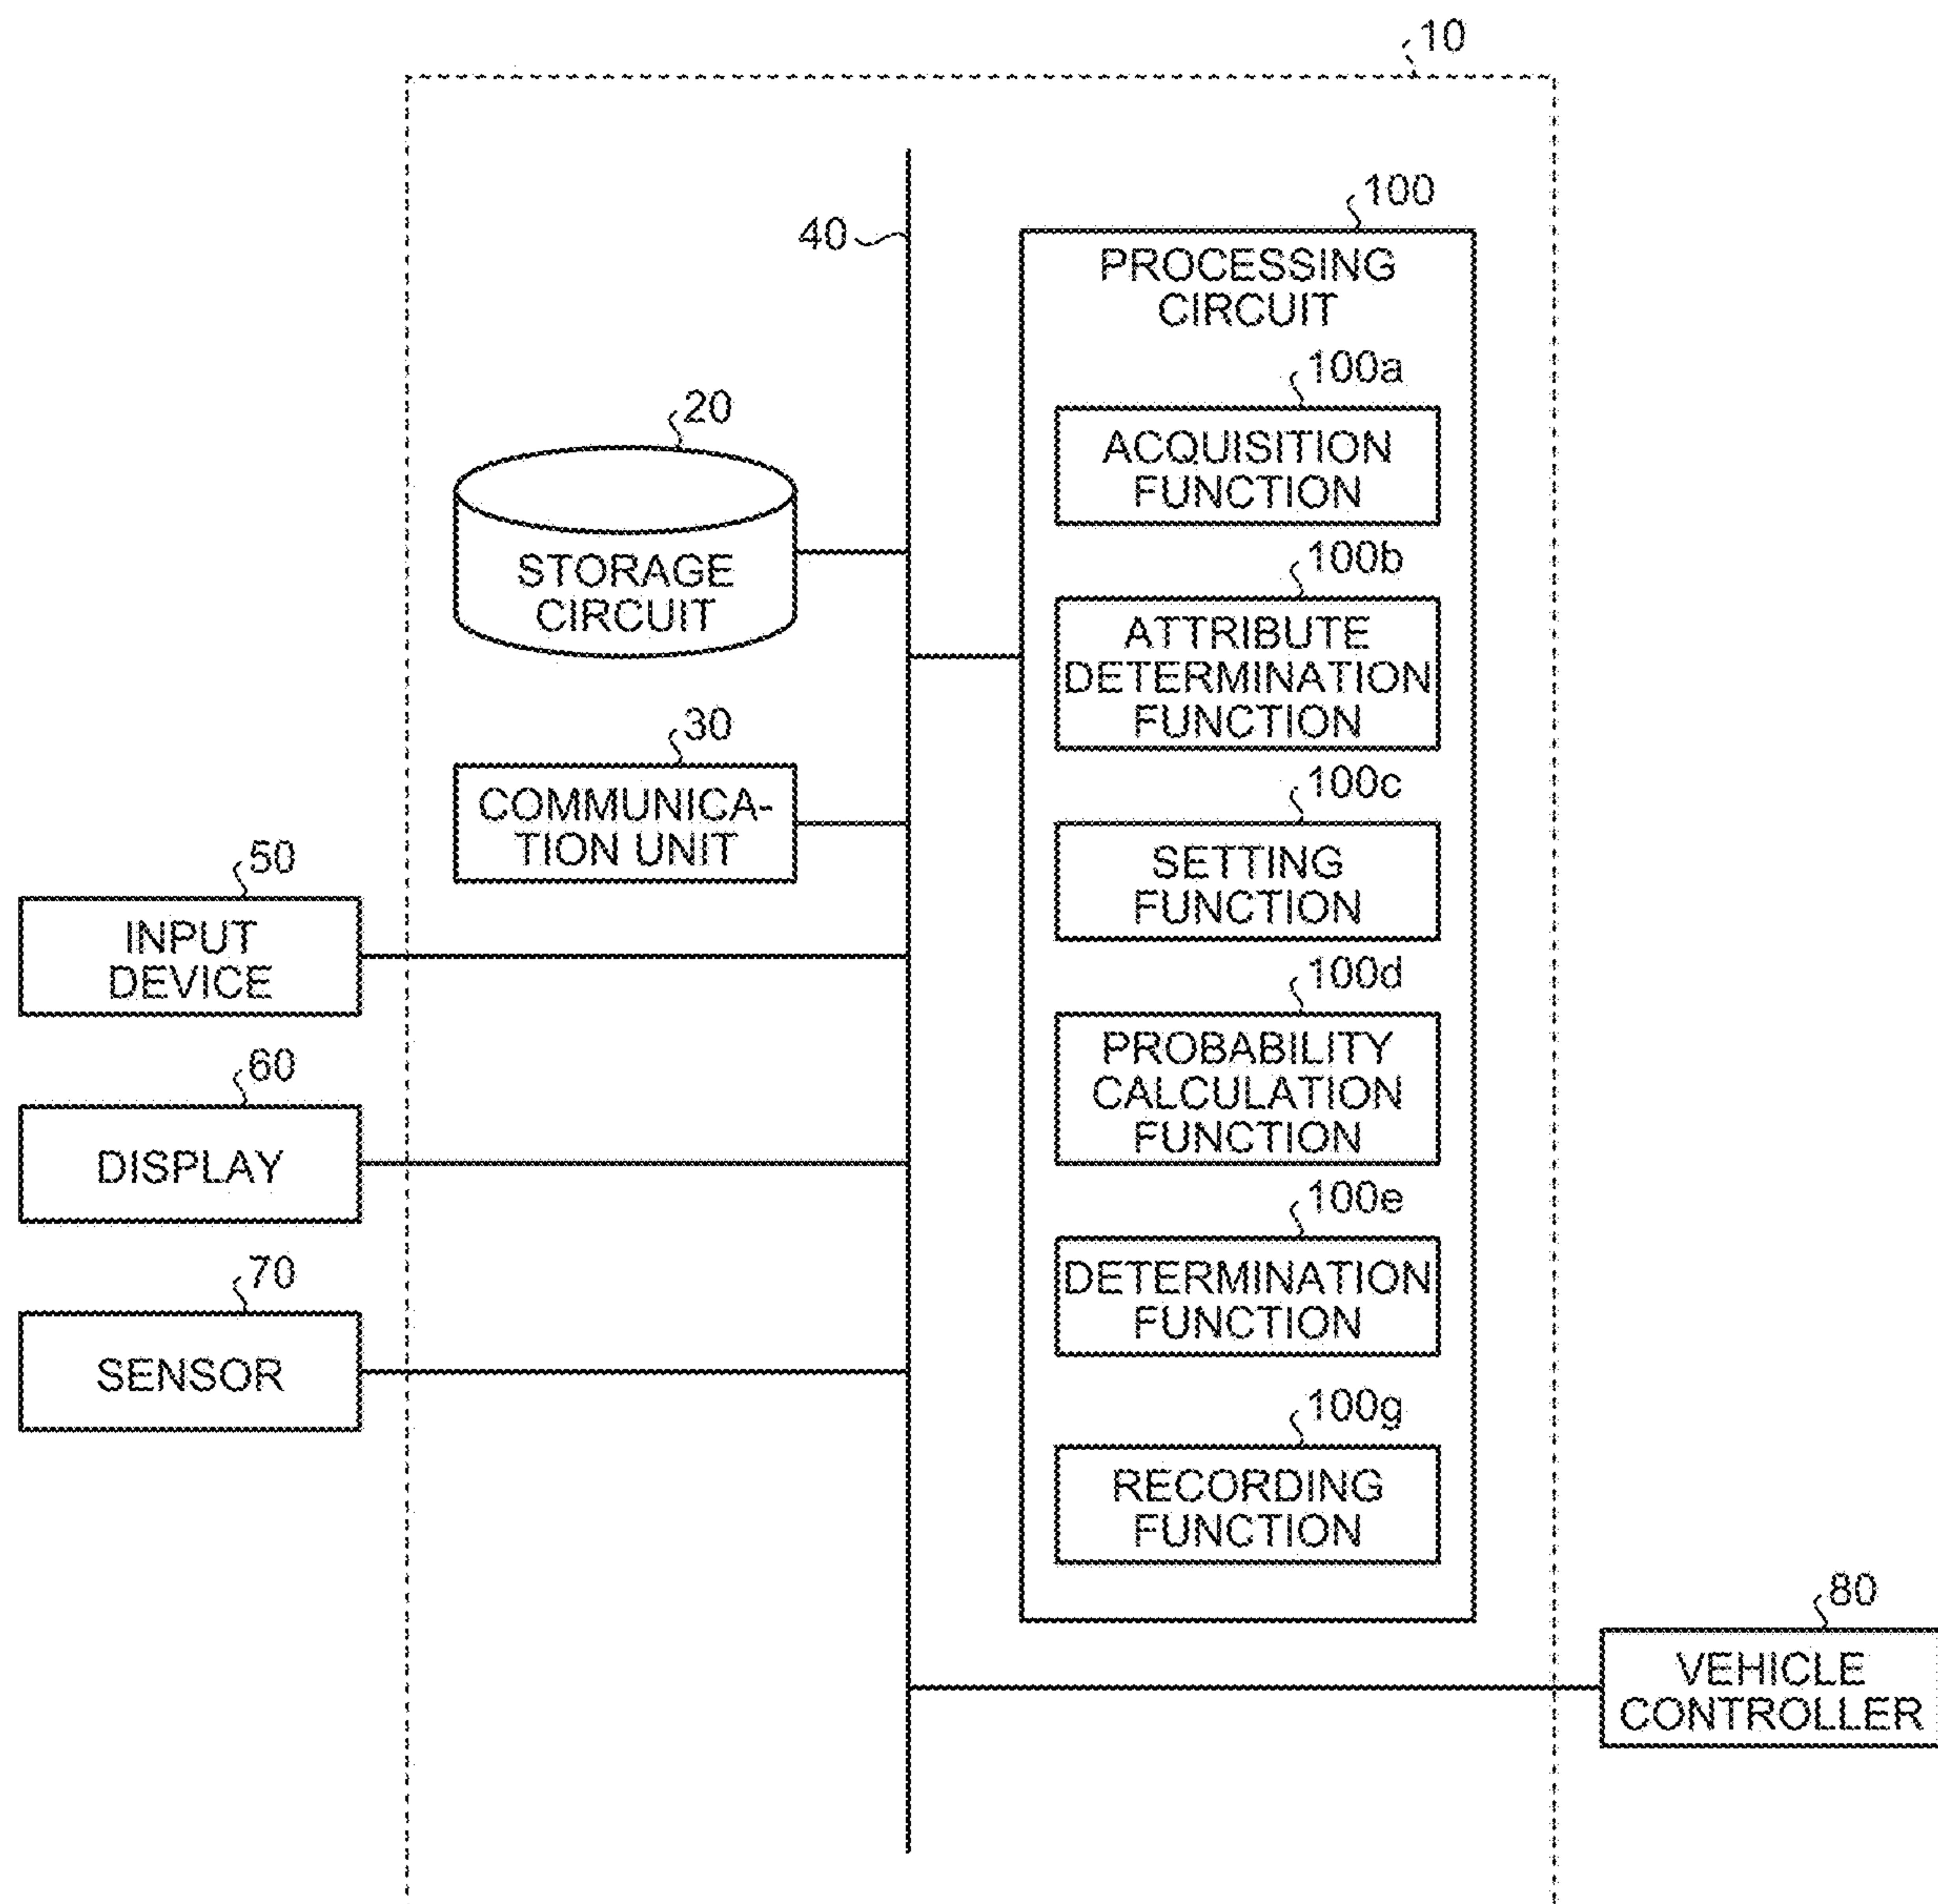 10
40
100
PROCESSING
CIRCUIT
100a
ACQUISITION
FUNCTION
20
STORAGE
CIRCUIT
100b
ATTRIBUTE
DETERMINATION
FUNCTION
30
COMMUNICA-
TION UNIT
100c
SETTING
FUNCTION
50
INPUT
DEVICE
100d
PROBABILITY
CALCULATION
FUNCTION
60
DISPLAY
100e
DETERMINATION
FUNCTION
70
SENSOR
100g
RECORDING
FUNCTION
80
VEHICLE
CONTROLLER